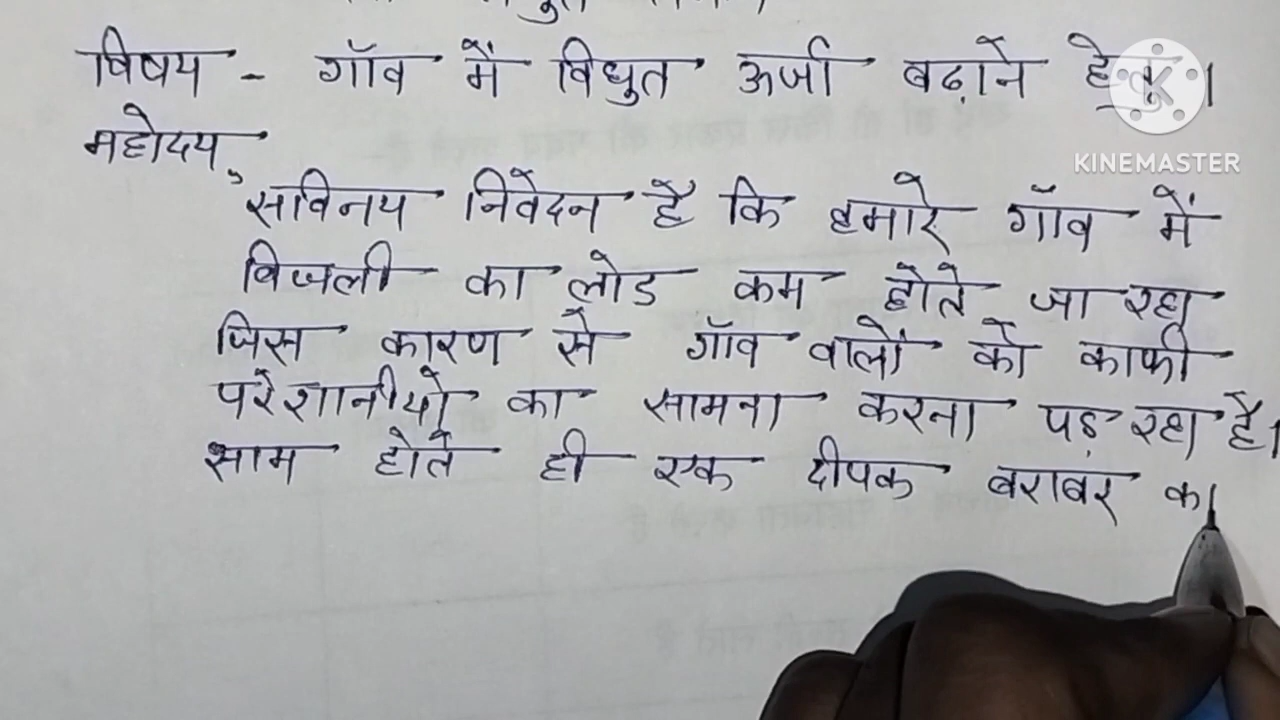 विषय - गॉव में विधुत ऊर्जा बढ़ाने हेतु।
KINEMASTER
महोदय,
सविनय निवेदन है कि हमारे गॉव में
विजली का लोड कम होते जा रहा
जिस कारण से गॉव वालों को काफी
परेशानीयो का सामना करना पड़ रहा है।
साम होते ही एक दीपक बराबर का